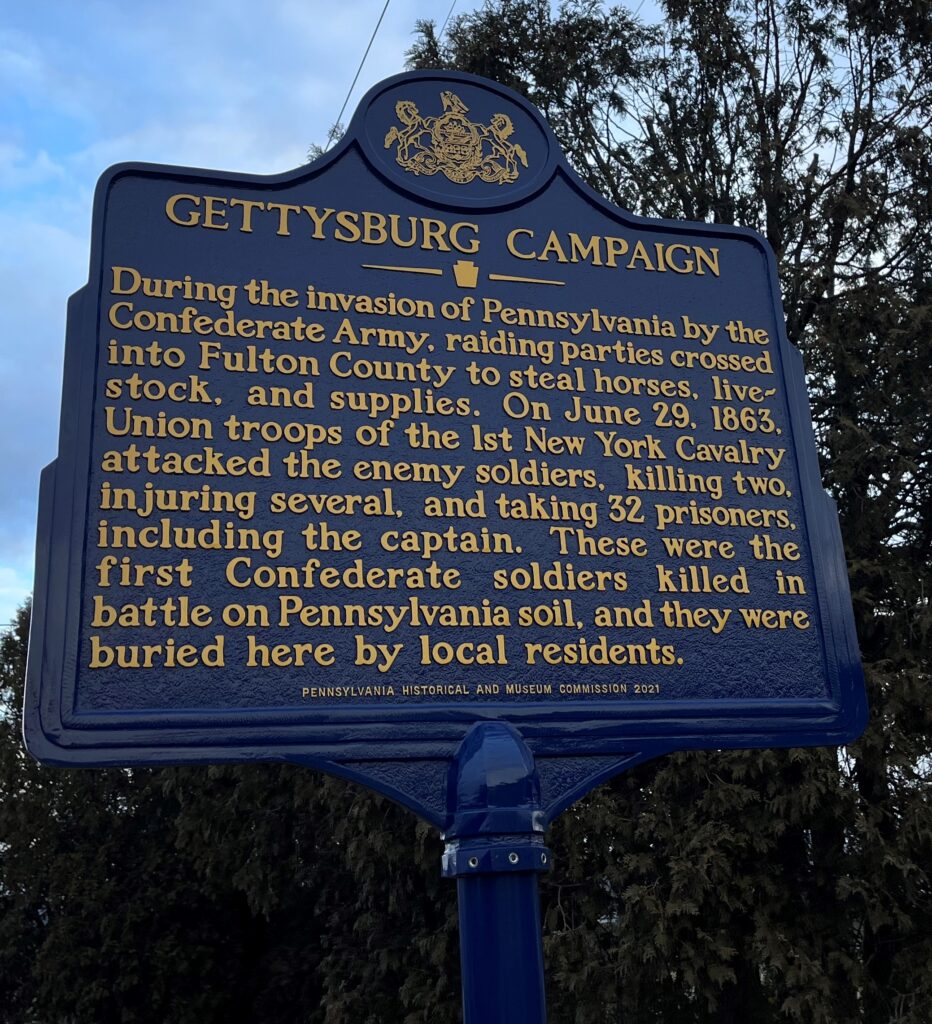 GETTYSBURG CAMPAIGN
During the invasion of Pennsylvania by the
Confederate Army, raiding parties crossed
into Fulton County to steal horses, live-
stock, and supplies. On June 29, 1863,
Union troops of the 1st New York Cavalry
attacked the enemy soldiers, killing two,
injuring several, and taking 32 prisoners,
including the captain. These were the
first Confederate soldiers killed in
battle on Pennsylvania soil, and they were
buried here by local residents.
PENNSYLVANIA HISTORICAL AND MUSEUM COMMISSION 2021